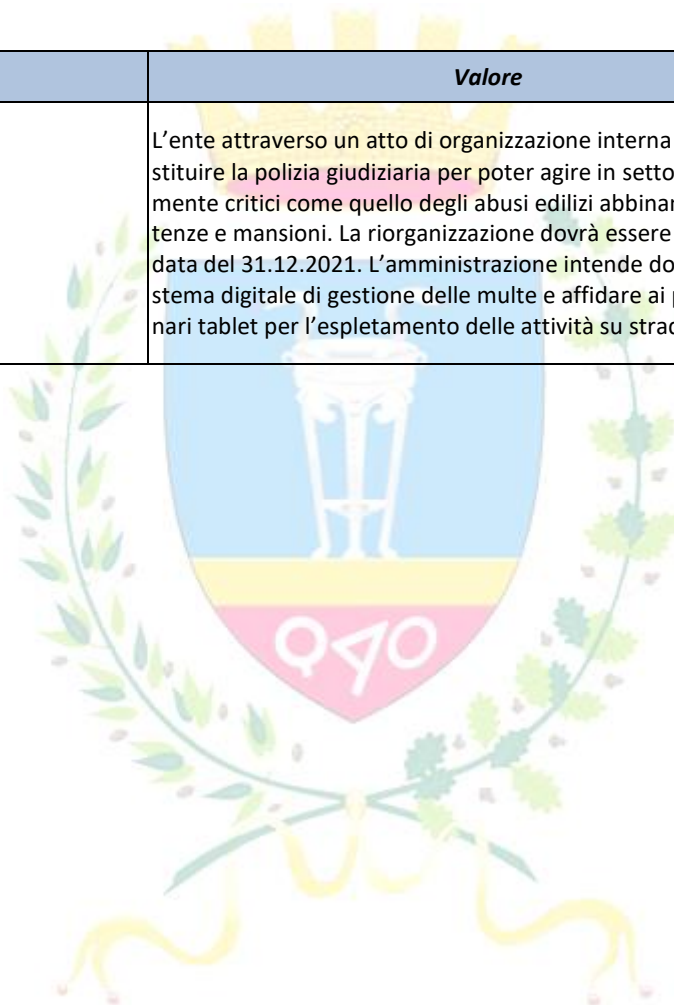 Valore
L’ente attraverso un atto di organizzazione interna
stituire la polizia giudiziaria per poter agire in setto
mente critici come quello degli abusi edilizi abbina
tenze e mansioni. La riorganizzazione dovrà essere
data del 31.12.2021. L’amministrazione intende do
stema digitale di gestione delle multe e affidare ai
nari tablet per l’espletamento delle attività su strad
ϘΡΟ